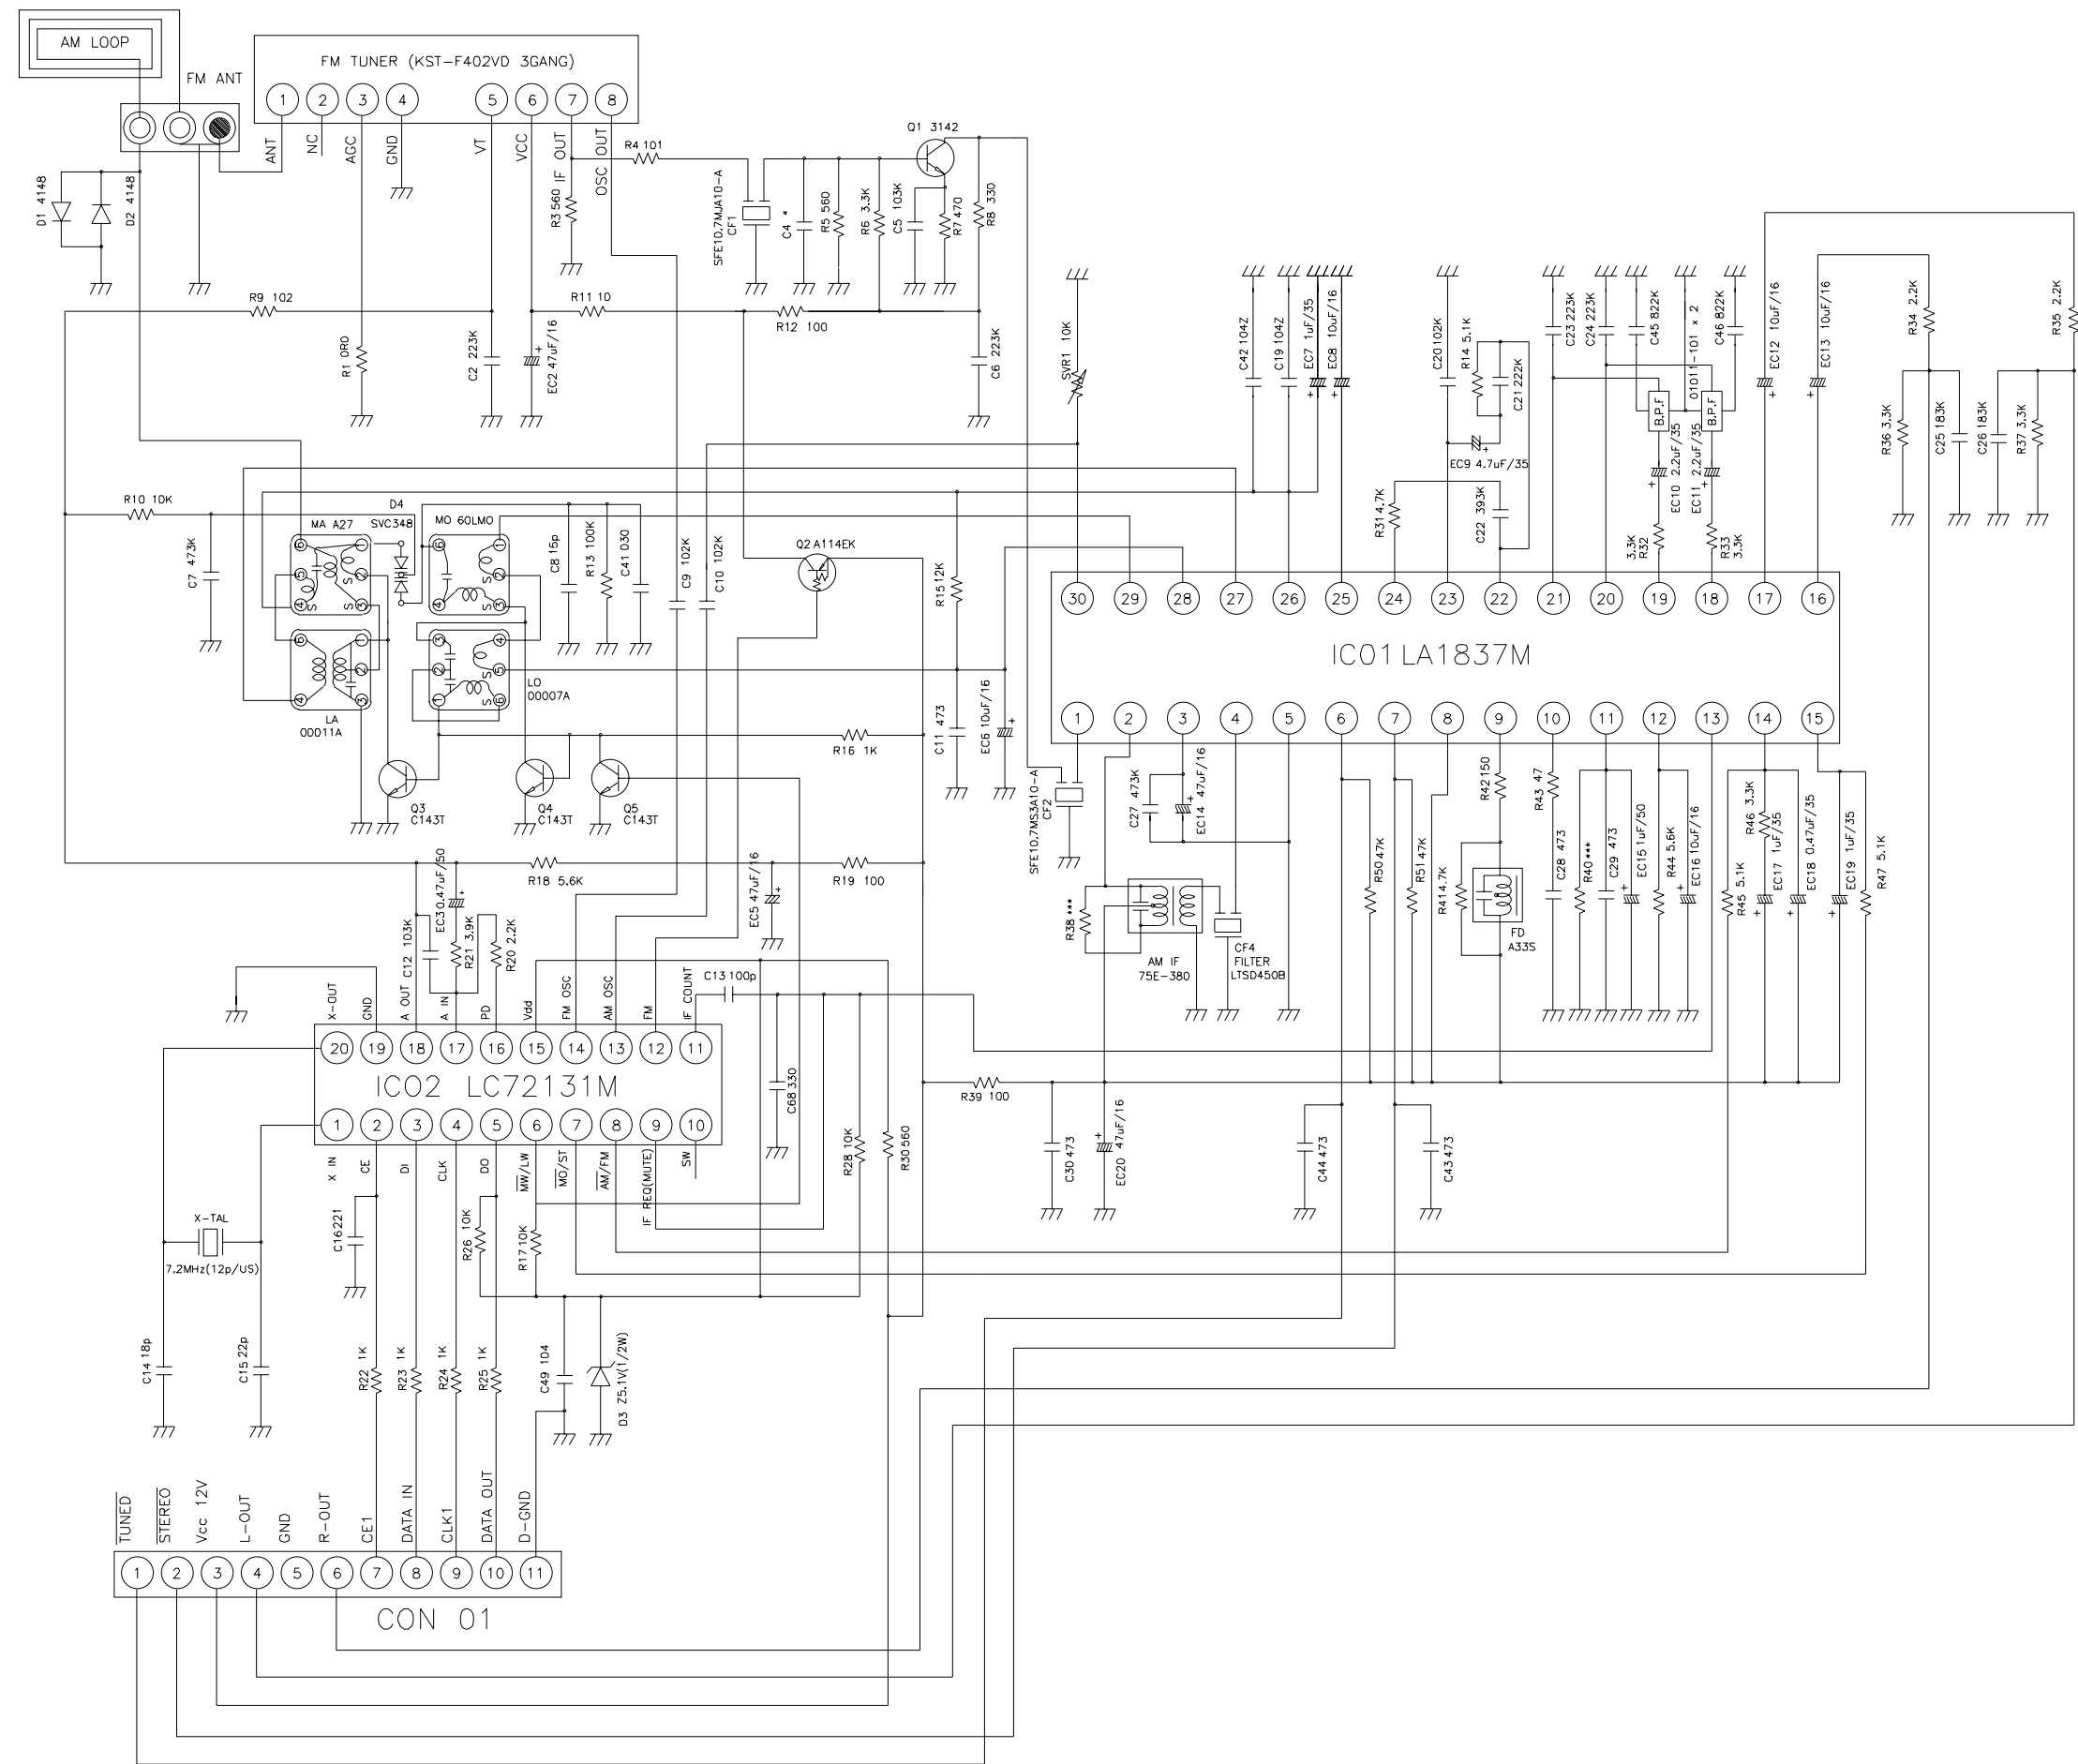 AM LOOP
FM ANT
FM TUNER (KST-F402VD 3GANG)
1 2 3 4 5 6 7 8
ANT
NC
AGC
GND
VT
VCC
IF OUT
OSC OUT
D1 4148
D2 4148
R3 560
R4 101
SFE10.7MJA10-A
CF1
C4 *
R5 560
R6 3.3K
C5 103K
Q1 3142
R7 470
R8 330
R9 102
R1 0R0
C2 223K
EC2 47uF/16
R11 10
R12 100
C6 223K
SVR1 10K
C42 104Z
C19 104Z
EC7 1uF/35
EC8 10uF/16
C20 102K
R14 5.1K
C21 222K
EC9 4.7uF/35
R31 4.7K
C22 393K
C23 223K
C24 223K
C45 822K
01011-101 x 2
C46 822K
B.P.F
B.P.F
EC10 2.2uF/35
EC11 2.2uF/35
3.3K
R32
R33
3.3K
EC12 10uF/16
EC13 10uF/16
R34 2.2K
R35 2.2K
R36 3.3K
C25 183K
C26 183K
R37 3.3K
R10 10K
C7 473K
MA A27
6 1
5 2
4 3
S S
D4
SVC348
MO 60LMO
6 1
2
4 3
S S
6 1
2
4 3
LA
00011A
3 4
2 5
1 6
S S
LO
00007A
C8 15p
R13 100K
C41 030
C9 102K
C10 102K
Q2 A114EK
R15 12K
C11 473
EC6 10uF/16
R16 1K
Q3
C143T
Q4
C143T
Q5
C143T
30 29 28 27 26 25 24 23 22 21 20 19 18 17 16
IC01 LA1837M
1 2 3 4 5 6 7 8 9 10 11 12 13 14 15
SFE10.7MS3A10-A
CF2
C27 473K
EC14 47uF/16
R38 ***
AM IF
75E-380
CF4
FILTER
LTSD450B
R50 47K
R51 47K
R41 4.7K
R42 150
FD
A33S
R43 47
C28 473
R40 ***
C29 473
EC15 1uF/50
R44 5.6K
EC16 10uF/16
R45 5.1K
R46 3.3K
EC17 1uF/35
EC18 0.47uF/35
EC19 1uF/35
R47 5.1K
EC3 0.47uF/50
R18 5.6K
EC5 47uF/16
R19 100
C12 103K
R21 3.9K
R20 2.2K
C13 100p
X-OUT
GND
A OUT
A IN
PD
Vdd
FM OSC
AM OSC
FM
IF COUNT
20 19 18 17 16 15 14 13 12 11
IC02 LC72131M
1 2 3 4 5 6 7 8 9 10
X IN
CE
DI
CLK
DO
MW/LW
MO/ST
AM/FM
IF REQ(MUTE)
SW
C68 330
R28 10K
R30 560
R39 100
C30 473
EC20 47uF/16
C44 473
C43 473
X-TAL
7.2MHz(12p/US)
C16 221
R26 10K
R17 10K
C14 18p
C15 22p
R22 1K
R23 1K
R24 1K
R25 1K
C49 104
D3 Z5.1V(1/2W)
TUNED
STEREO
Vcc 12V
L-OUT
GND
R-OUT
CE1
DATA IN
CLK1
DATA OUT
D-GND
1 2 3 4 5 6 7 8 9 10 11
CON 01